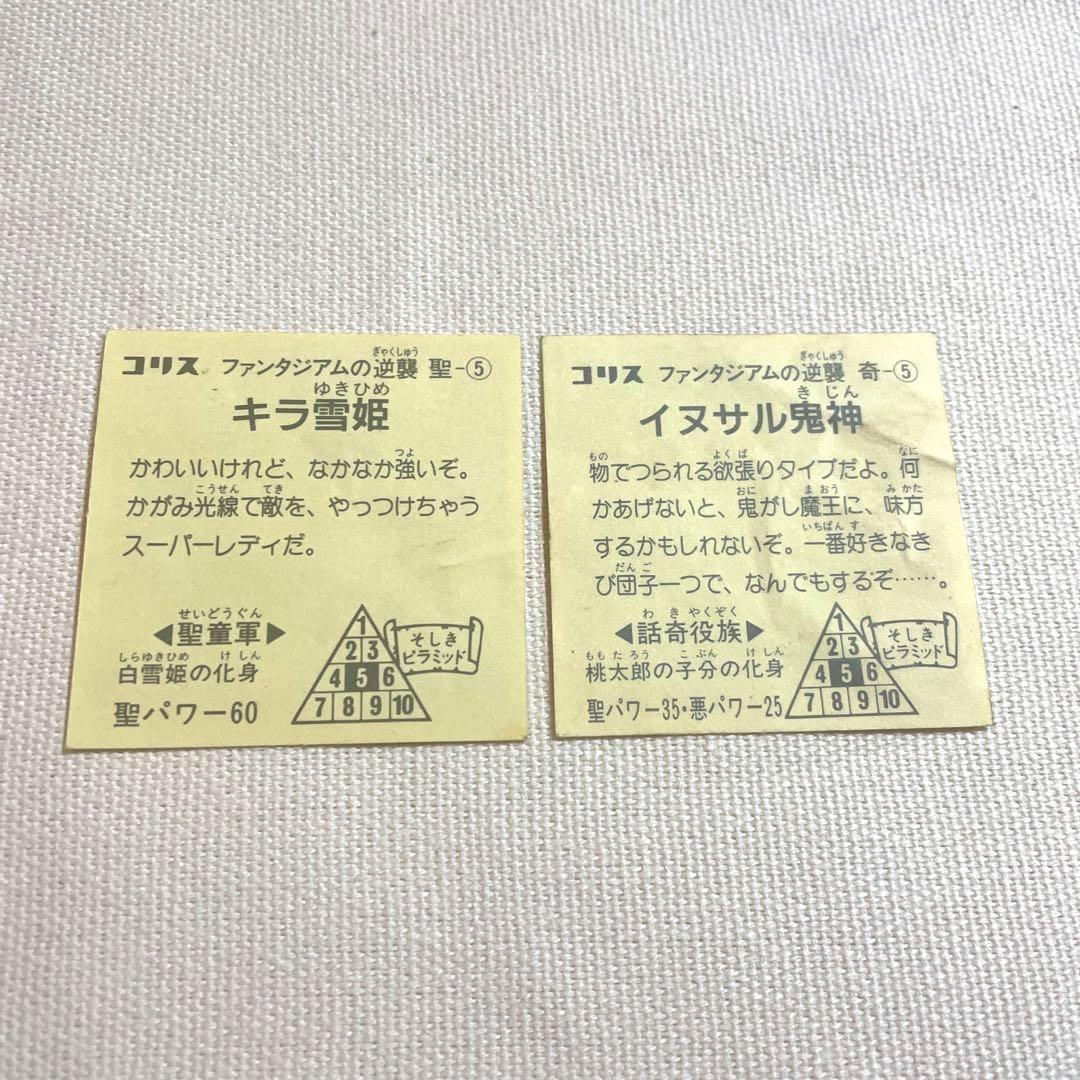 コリス ファンタジアムの逆襲 聖-⑤
ぎゃくしゅう
ゆきひめ
キラ雪姫
つよ
かわいいけれど、なかなか強いぞ。
こうせん てき
かがみ光線で敵を、やっつけちゃう
スーパーレディだ。
せいどうぐん
◀聖童軍▶
しらゆきひめ けしん
白雪姫の化身
聖パワー60
1
2 3
4 5 6
7 8 9 10
そしき
ピラミッド
コリス ファンタジアムの逆襲 奇-⑤
ぎゃくしゅう
きじん
イヌサル鬼神
もの よくば なに
物でつられる欲張りタイプだよ。何
おに まおう みかた
かあげないと、鬼がし魔王に、味方
いちばんす
するかもしれないぞ。一番好きなき
だんご
び団子一つで、なんでもするぞ……。
わきやくぞく
◀話奇役族▶
ももたろう こぶん けしん
桃太郎の子分の化身
聖パワー35・悪パワー25
1
2 3
4 5 6
7 8 9 10
そしき
ピラミッド